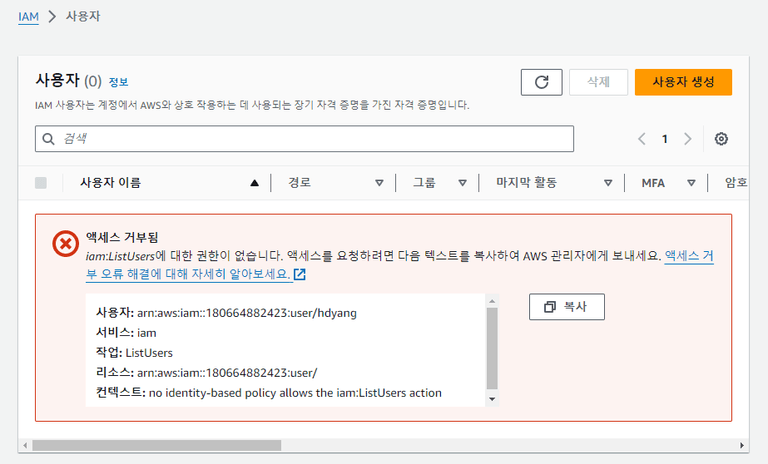 IAM > 사용자
사용자 (0) 정보
삭제
사용자 생성
IAM 사용자는 계정에서 AWS와 상호 작용하는 데 사용되는 장기 자격 증명을 가진 자격 증명입니다.
검색
1
사용자 이름 경로 그룹 마지막 활동 MFA 암호
액세스 거부됨
iam:ListUsers에 대한 권한이 없습니다. 액세스를 요청하려면 다음 텍스트를 복사하여 AWS 관리자에게 보내세요. 액세스 거
부 오류 해결에 대해 자세히 알아보세요.
사용자: arn:aws:iam::180664882423:user/hdyang
서비스: iam
작업: ListUsers
리소스: arn:aws:iam::180664882423:user/
컨텍스트: no identity-based policy allows the iam:ListUsers action
복사